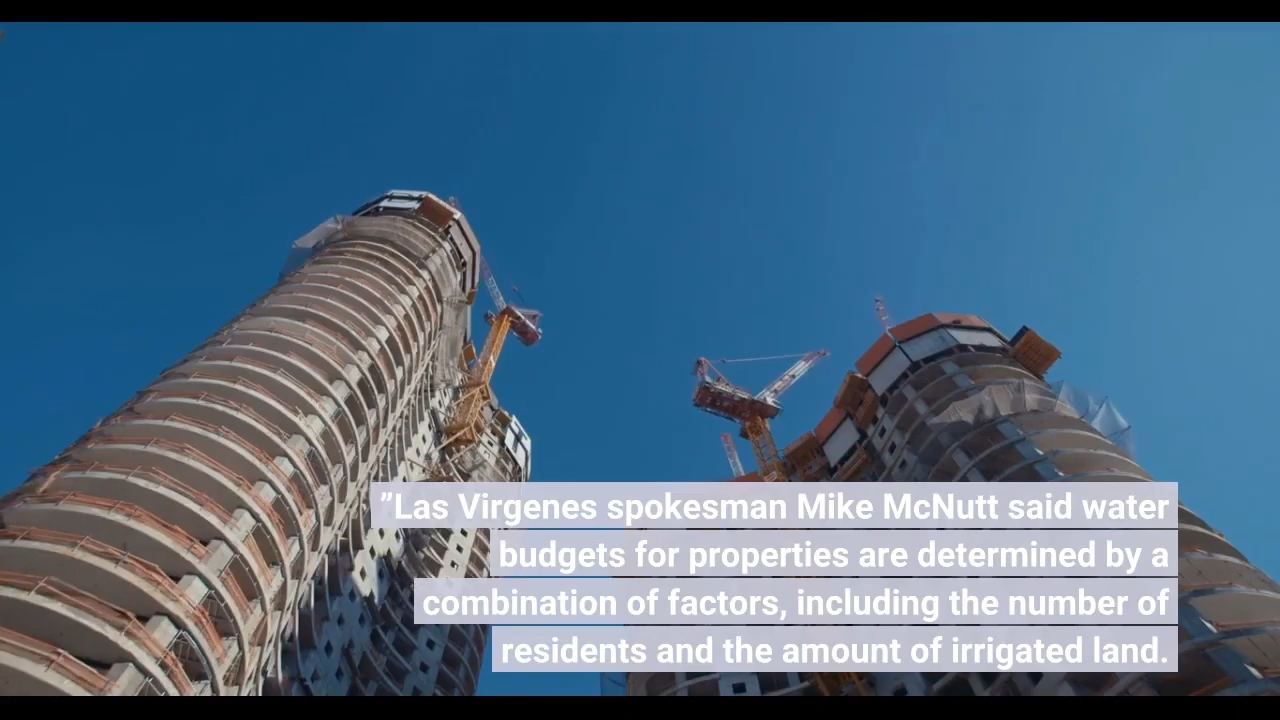 ”Las Virgenes spokesman Mike McNutt said water
budgets for properties are determined by a
combination of factors, including the number of
residents and the amount of irrigated land.